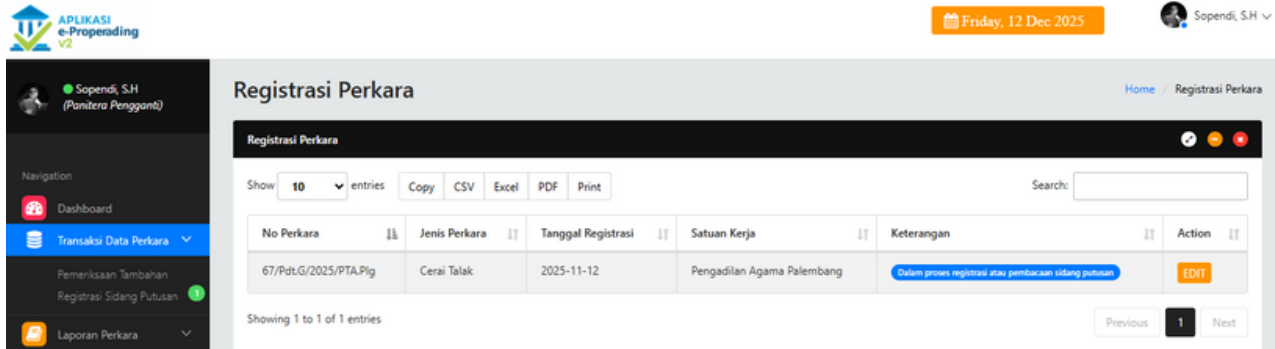 APLIKASI
e-Properading
V2
Friday, 12 Dec 2025
Sopendi, S.H
Sopendi, S.H
(Panitera Pengganti)
Navigation
Dashboard
Transaksi Data Perkara
Pemeriksaan Tambahan
Registrasi Sidang Putusan 1
Laporan Perkara
Registrasi Perkara
Home / Registrasi Perkara
Registrasi Perkara
Show 10 entries Copy CSV Excel PDF Print Search:
No Perkara Jenis Perkara Tanggal Registrasi Satuan Kerja Keterangan Action
67/Pdt.G/2025/PTA.Plg Cerai Talak 2025-11-12 Pengadilan Agama Palembang Dalam proses registrasi atau pembacaan sidang putusan EDIT
Showing 1 to 1 of 1 entries Previous 1 Next